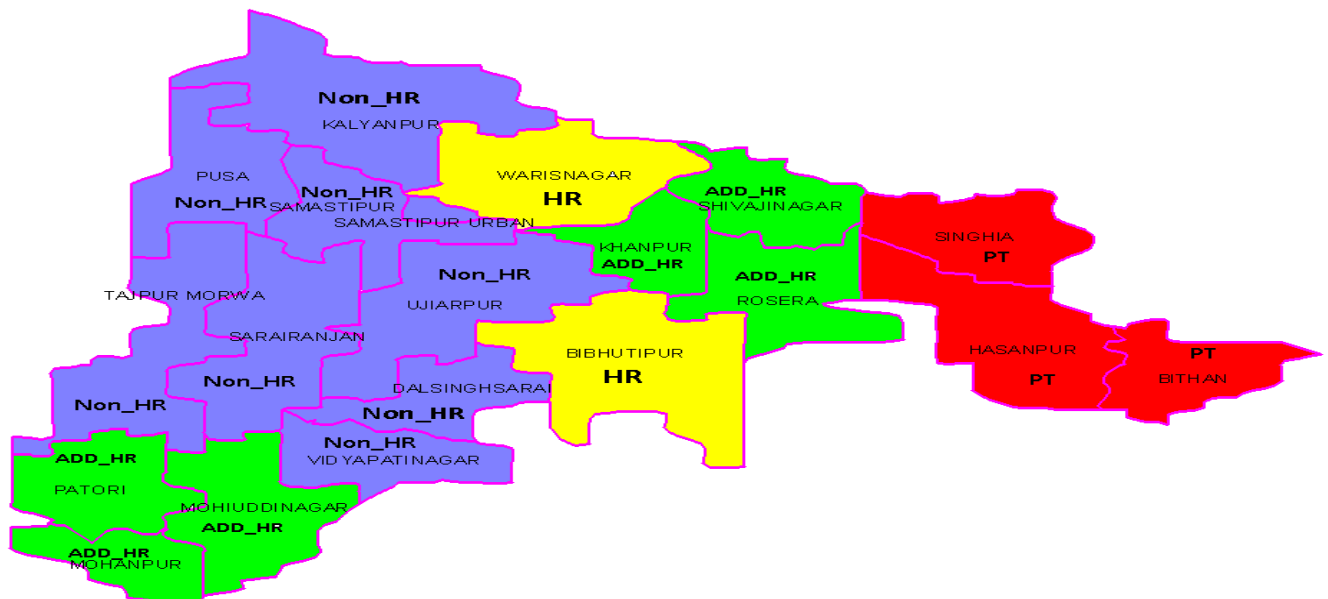 Non_HR
KALYANPUR
PUSA
Non_HR
Non_HR
SAMASTIPUR
SAMASTIPUR URBAN
WARISNAGAR
HR
ADD_HR
SHIVAJINAGAR
KHANPUR
ADD_HR
SINGHIA
PT
Non_HR
UJIARPUR
ADD_HR
ROSERA
TAJPUR MORWA
SARAIRANJAN
BIBHUTIPUR
HR
HASANPUR
PT
PT
BITHAN
Non_HR
DALSINGHSARAI
Non_HR
Non_HR
Non_HR
VIDYAPATINAGAR
ADD_HR
PATORI
MOHIUDDINAGAR
ADD_HR
ADD_HR
MOHANPUR